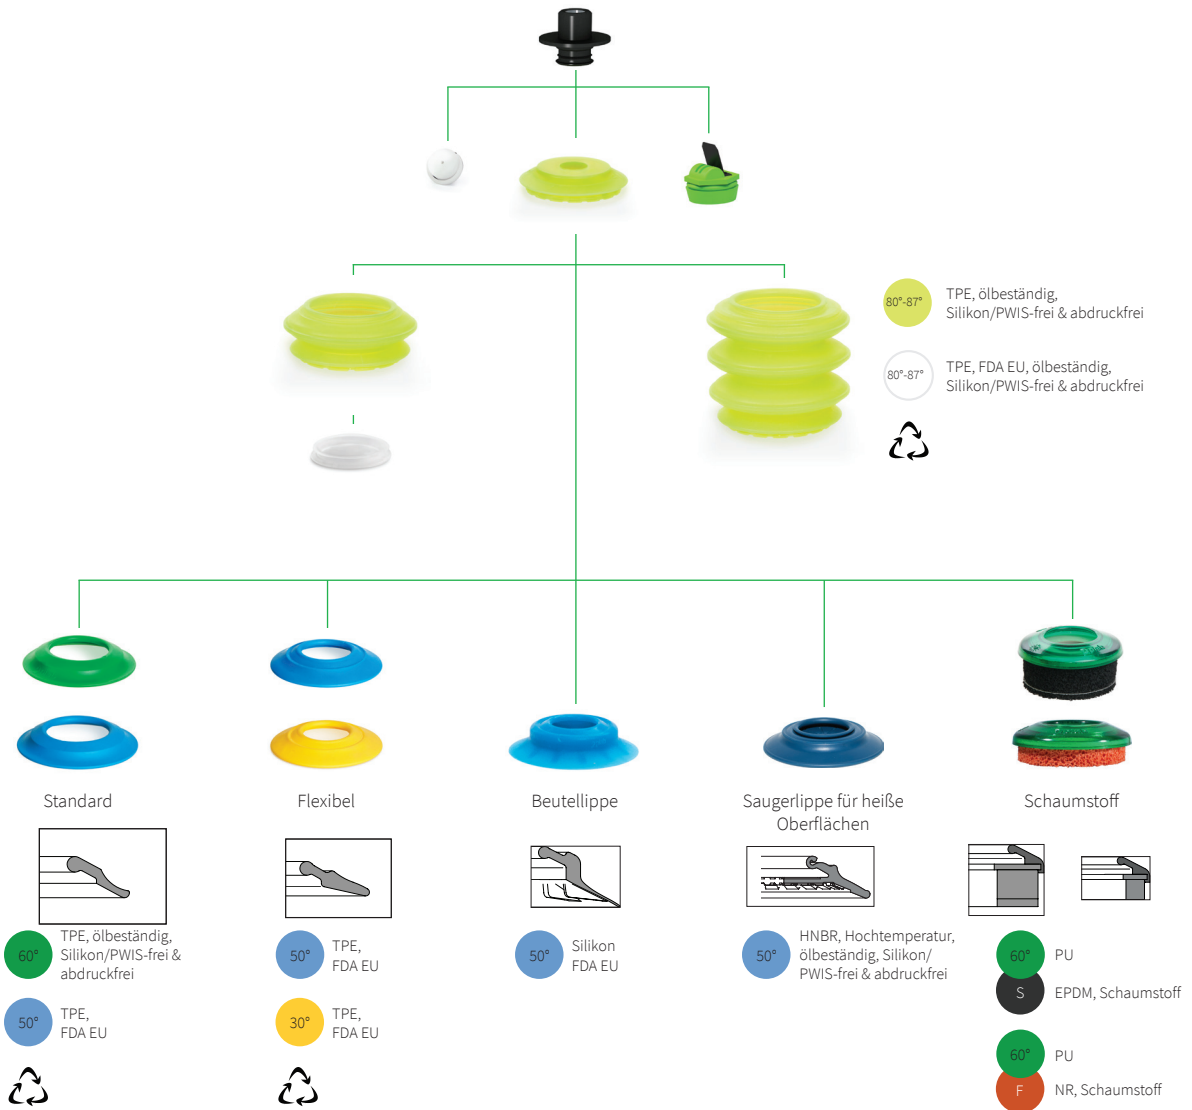 80°-87°
TPE, ölbeständig,
Silikon/PWIS-frei & abdruckfrei
80°-87°
TPE, FDA EU, ölbeständig,
Silikon/PWIS-frei & abdruckfrei
Standard
Flexibel
Beutellippe
Saugerlippe für heiße
Oberflächen
Schaumstoff
60°
TPE, ölbeständig,
Silikon/PWIS-frei &
abdruckfrei
50°
TPE,
FDA EU
50°
TPE,
FDA EU
30°
TPE,
FDA EU
50°
Silikon
FDA EU
50°
HNBR, Hochtemperatur,
ölbeständig, Silikon/
PWIS-frei & abdruckfrei
60°
PU
S
EPDM, Schaumstoff
60°
PU
F
NR, Schaumstoff